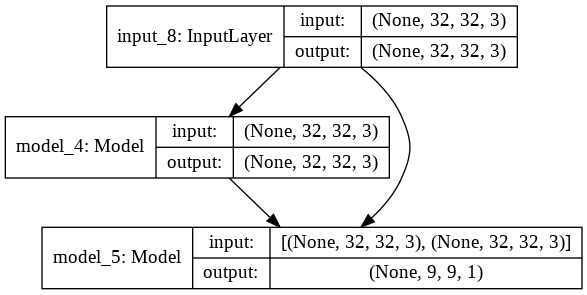 input_8: InputLayer
input: (None, 32, 32, 3)
output: (None, 32, 32, 3)
model_4: Model
input: (None, 32, 32, 3)
output: (None, 32, 32, 3)
model_5: Model
input: [(None, 32, 32, 3), (None, 32, 32, 3)]
output: (None, 9, 9, 1)